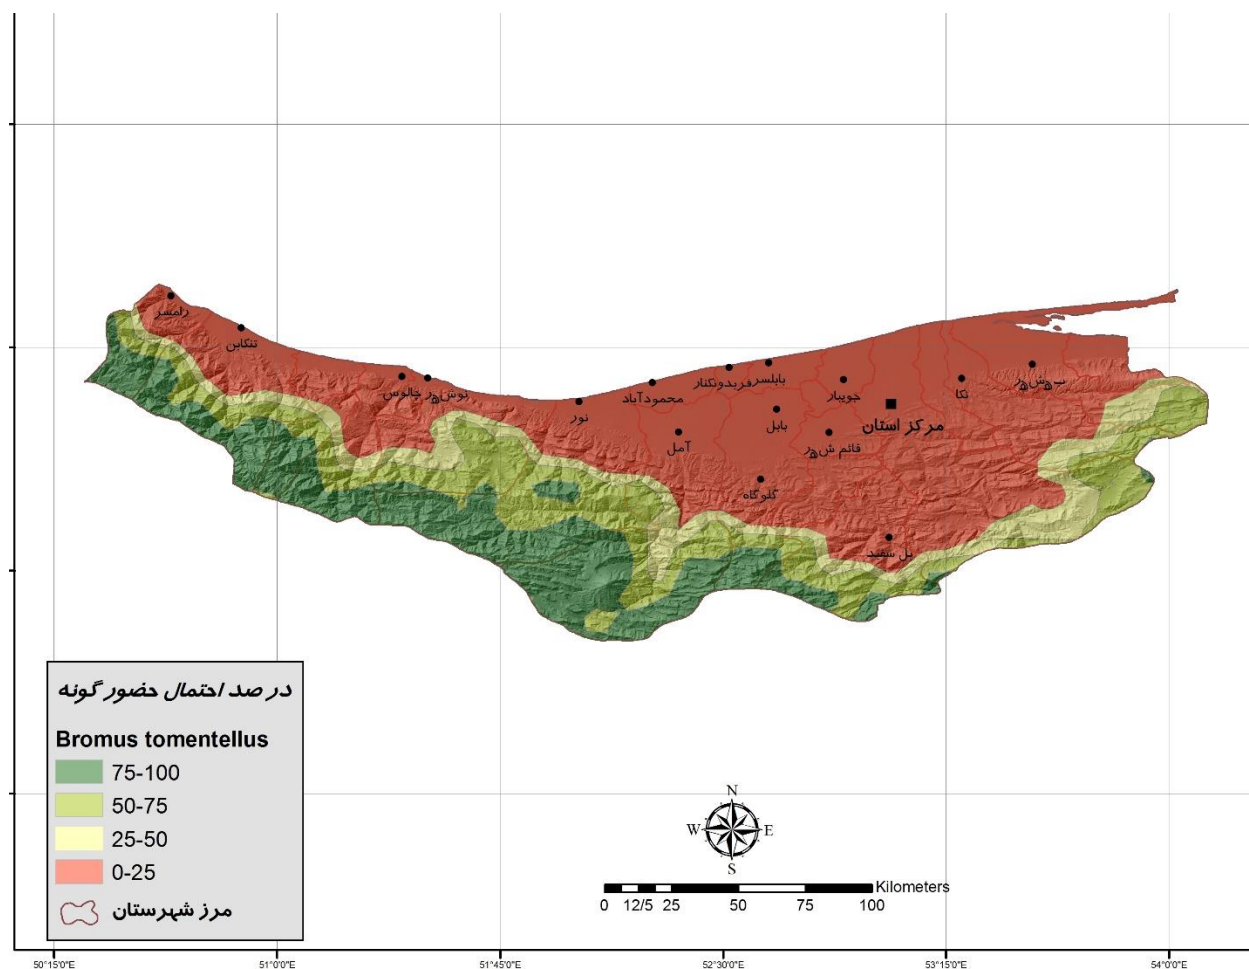 رامسر
تنکابن
چالوس
نوشهر
نور
محمودآباد
فریدونکنار
بابلسر
جویبار
نکا
بهشهر
بابل
مرکز استان
آمل
قائم شهر
گلوگاه
پل سفید
در صد احتمال حضور گونه
Bromus tomentellus
75-100
50-75
25-50
0-25
مرز شهرستان
N
W E
S
Kilometers
0 12/5 25 50 75 100
50°15'0"E 51°0'0"E 51°45'0"E 52°30'0"E 53°15'0"E 54°0'0"E